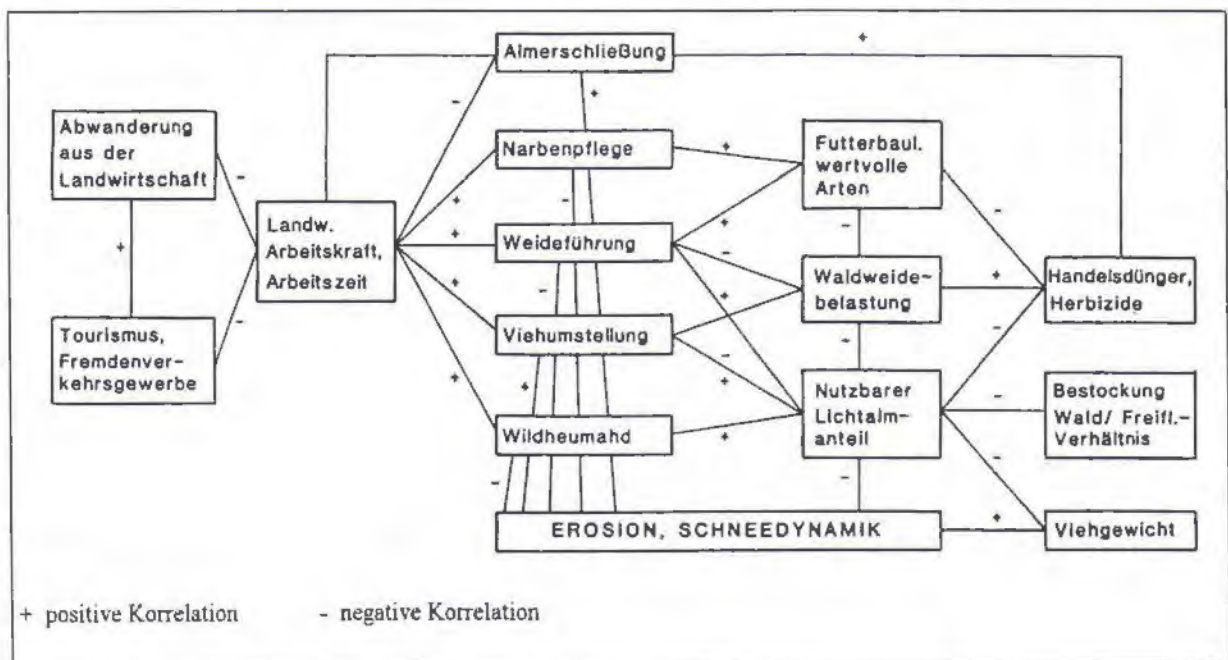 Almerschließung
Abwanderung
aus der
Landwirtschaft
Tourismus,
Fremdenver-
kehrsgewerbe
Landw.
Arbeitskraft,
Arbeitszeit
Narbenpflege
Weideführung
Viehumstellung
Wildheumahd
Futterbaul.
wertvolle
Arten
Waldweide-
belastung
Nutzbarer
Lichtalm-
anteil
Handelsdünger,
Herbizide
Bestockung
Wald/ Freifl.-
Verhältnis
Viehgewicht
EROSION, SCHNEEDYNAMIK
+ positive Korrelation - negative Korrelation